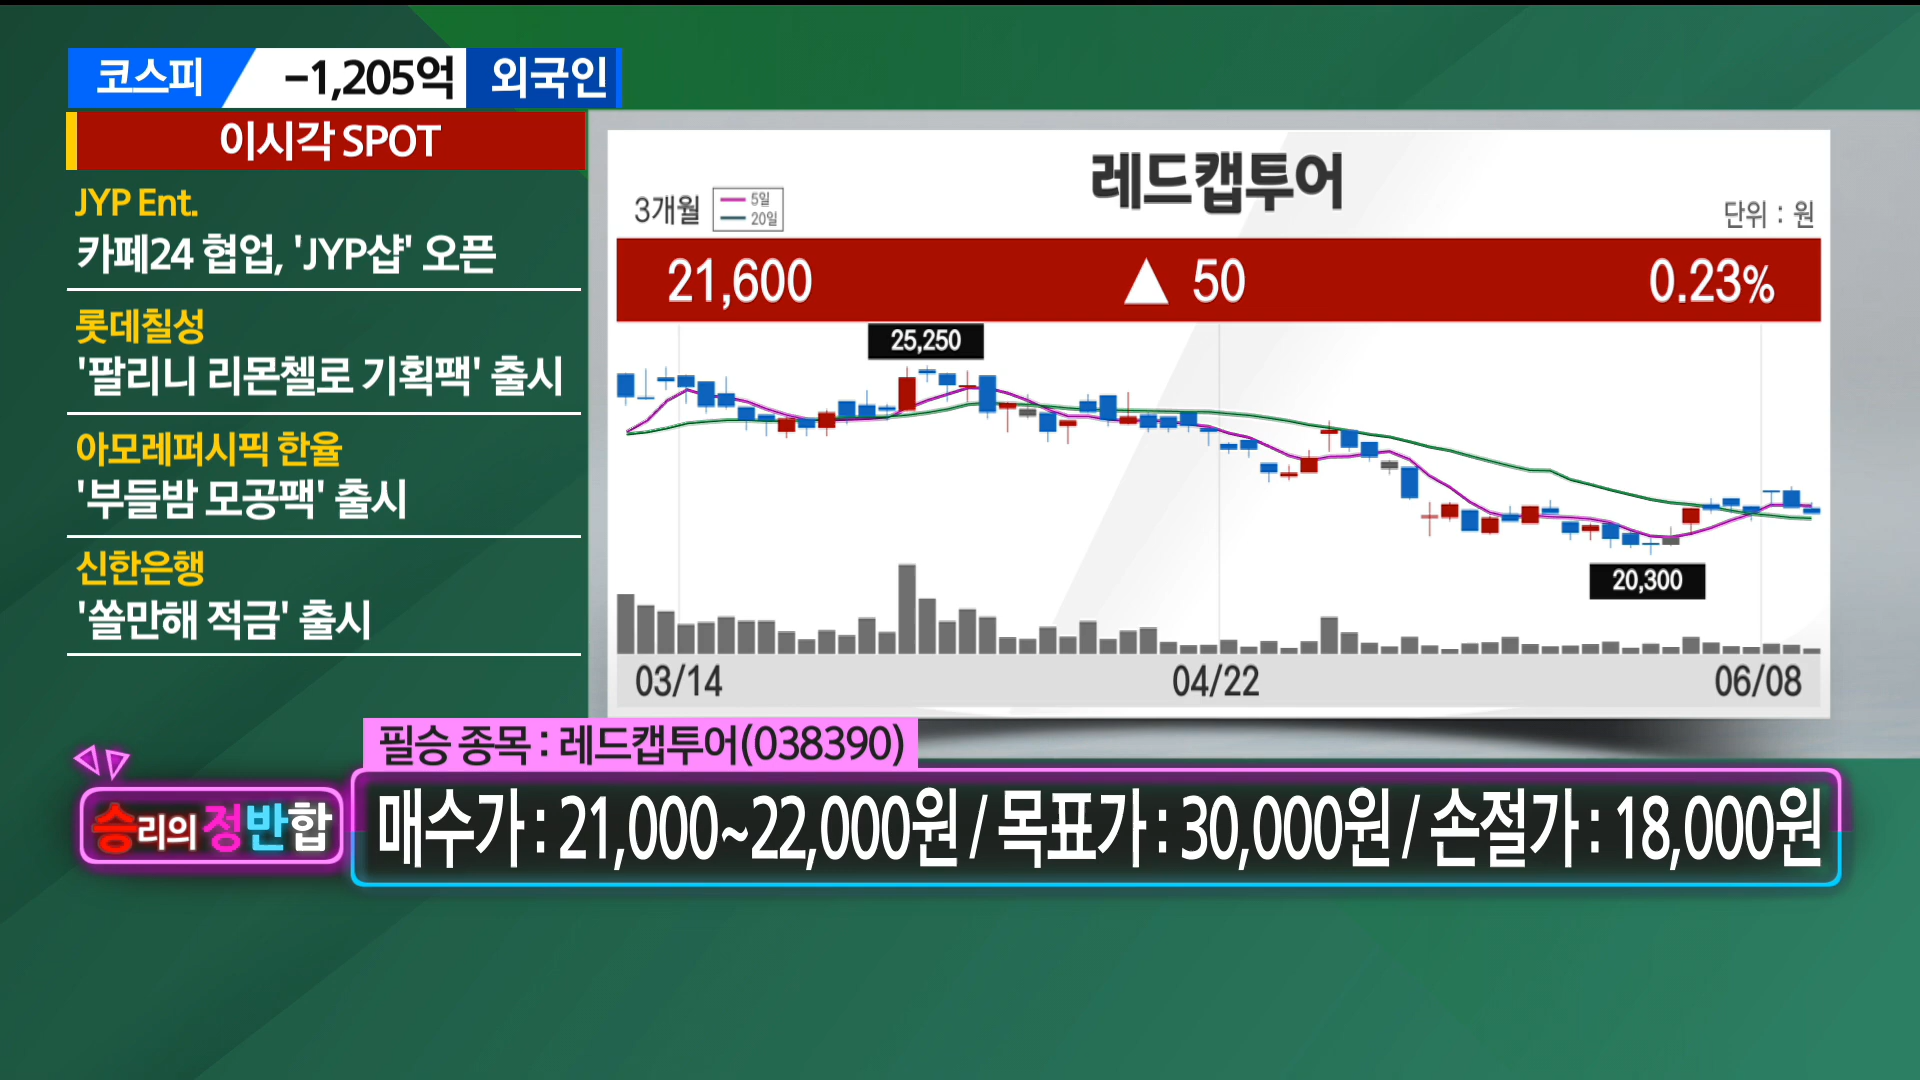 코스피 -1,205억 외국인
이시각 SPOT
JYP Ent.
카페24 협업, 'JYP샵' 오픈
롯데칠성
'팔리니 리몬첼로 기획팩' 출시
아모레퍼시픽 한율
'부들밤 모공팩' 출시
신한은행
'쏠만해 적금' 출시
레드캡투어
3개월
5일
20일
단위 : 원
21,600 ▲ 50 0.23%
25,250
20,300
03/14 04/22 06/08
필승 종목 : 레드캡투어(038390)
승리의 정반합
매수가 : 21,000~22,000원 / 목표가 : 30,000원 / 손절가 : 18,000원